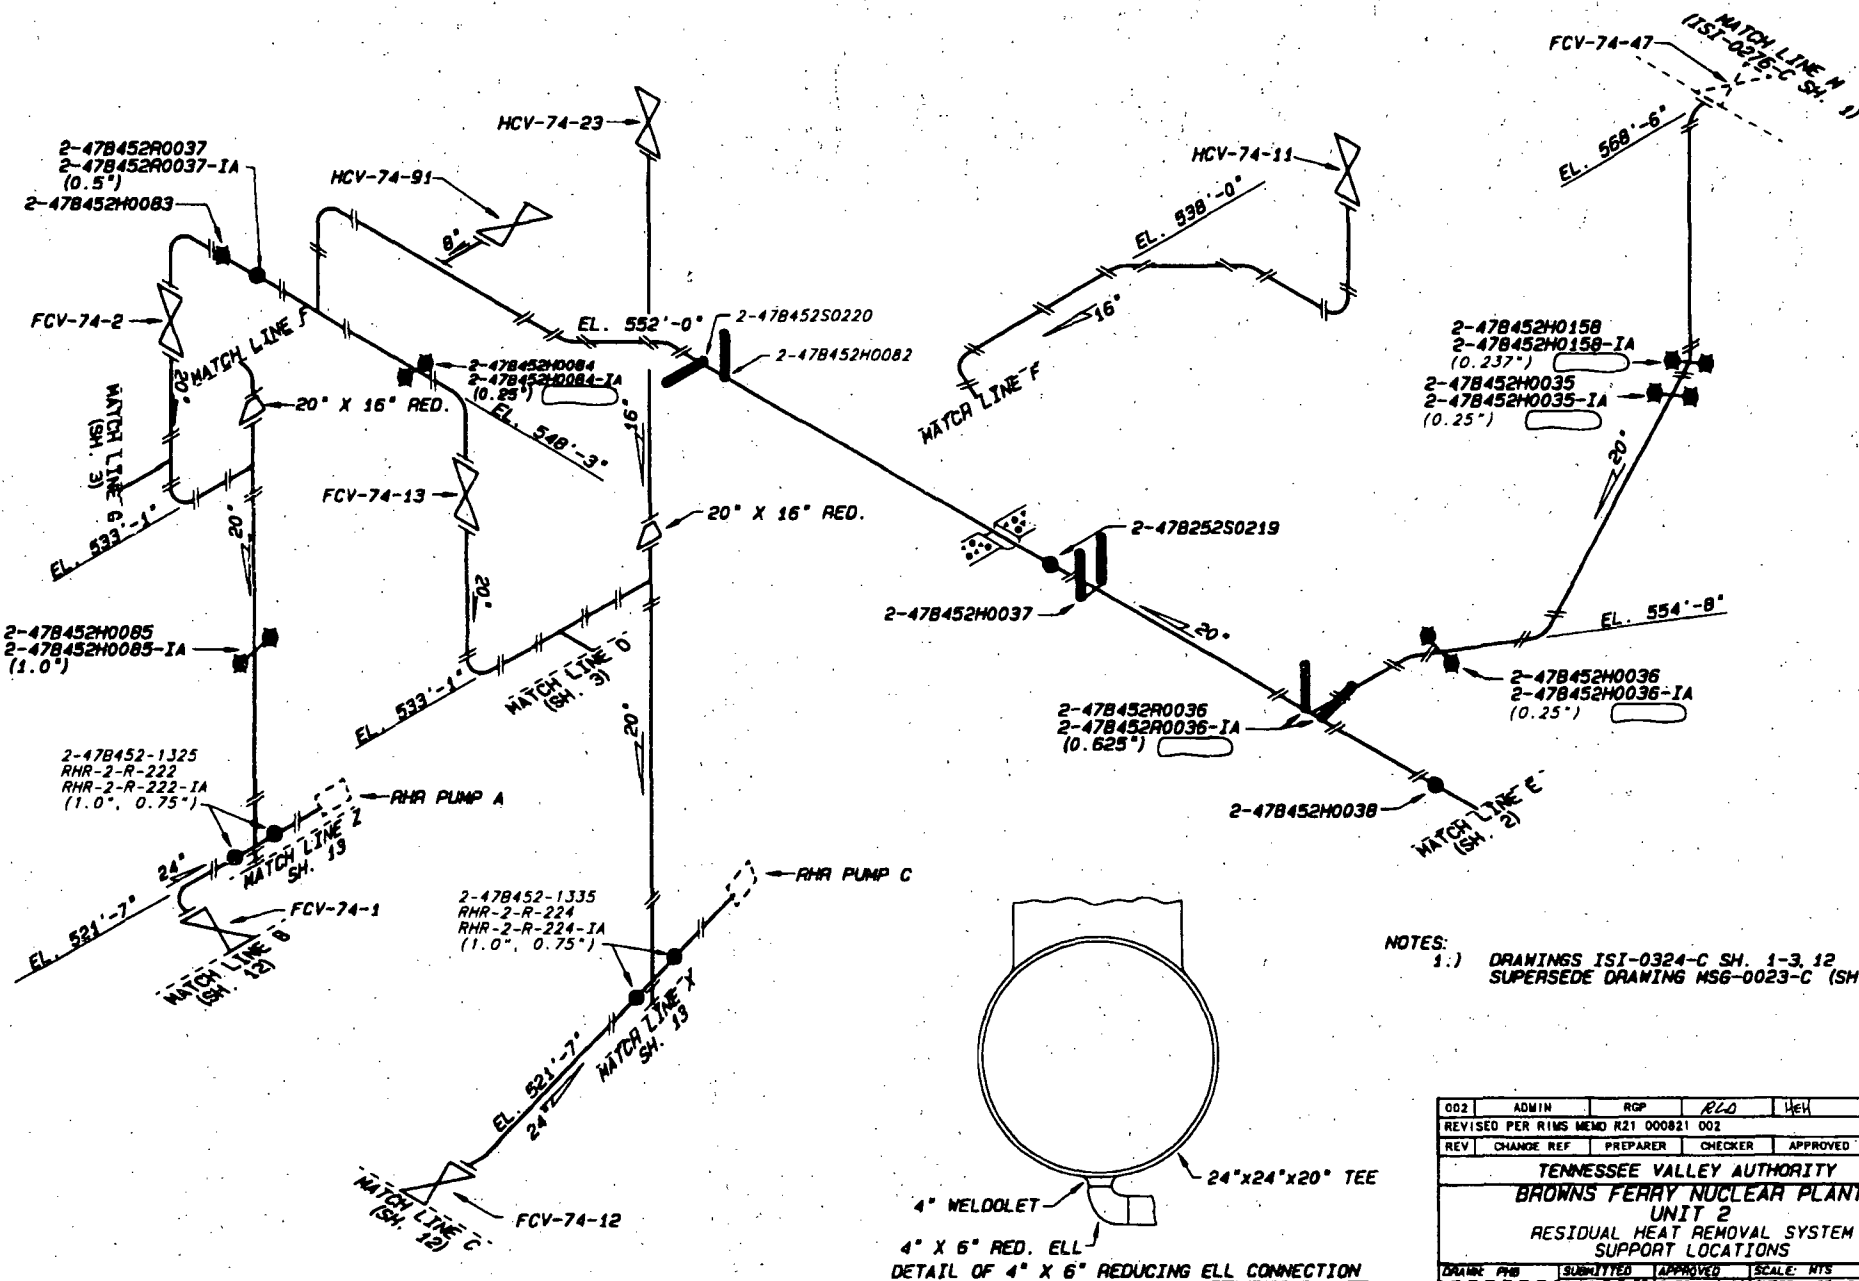 MATCH LINE M
(ISI-0276-C SH. 1)
FCV-74-47
HCV-74-23
2-47B452R0037
2-47B452R0037-IA
(0.5")
2-47B452H0083
HCV-74-91
8"
HCV-74-11
EL. 568'-6"
EL. 538'-0"
16"
FCV-74-2
MATCH LINE F
20"
EL. 552'-0"
2-47B452S0220
2-47B452H0082
2-47B452H0084
2-47B452H0084-IA
(0.25")
2-47B452H0158
2-47B452H0158-IA
(0.237")
2-47B452H0035
2-47B452H0035-IA
(0.25")
MATCH LINE G
(SH. 3)
20" X 16" RED.
16"
EL. 548'-3"
MATCH LINE F
20"
FCV-74-13
20" X 16" RED.
2-47B252S0219
EL. 533'-1"
20"
20"
2-47B452H0037
20"
EL. 554'-8"
2-47B452H0085
2-47B452H0085-IA
(1.0")
MATCH LINE D
(SH. 3)
EL. 533'-1"
20"
2-47B452H0036
2-47B452H0036-IA
(0.25")
2-47B452R0036
2-47B452R0036-IA
(0.625")
2-47B452-1325
RHR-2-R-222
RHR-2-R-222-IA
(1.0", 0.75")
RHR PUMP A
2-47B452H0038
MATCH LINE E
(SH. 2)
MATCH LINE Z
SH. 13
24"
RHR PUMP C
2-47B452-1335
RHR-2-R-224
RHR-2-R-224-IA
(1.0", 0.75")
FCV-74-1
EL. 521'-7"
MATCH LINE B
(SH. 12)
MATCH LINE X
SH. 13
EL. 521'-7"
24"
MATCH LINE C
(SH. 12)
FCV-74-12
NOTES:
1.) DRAWINGS ISI-0324-C SH. 1-3, 12
SUPERSEDE DRAWING MSG-0023-C (SH
24"x24"x20" TEE
4" WELDOLET
4" X 6" RED. ELL
DETAIL OF 4" X 6" REDUCING ELL CONNECTION
002 ADMIN RGP RLD HEH
REVISED PER RIMS MEMO R21 000821 002
REV CHANGE REF PREPARER CHECKER APPROVED
TENNESSEE VALLEY AUTHORITY
BROWNS FERRY NUCLEAR PLANT
UNIT 2
RESIDUAL HEAT REMOVAL SYSTEM
SUPPORT LOCATIONS
DRAWN: PHB SUBMITTED APPROVED SCALE: NTS